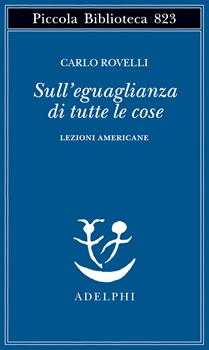 Piccola Biblioteca 823
CARLO ROVELLI
Sull'eguaglianza
di tutte le cose
LEZIONI AMERICANE
ADELPHI